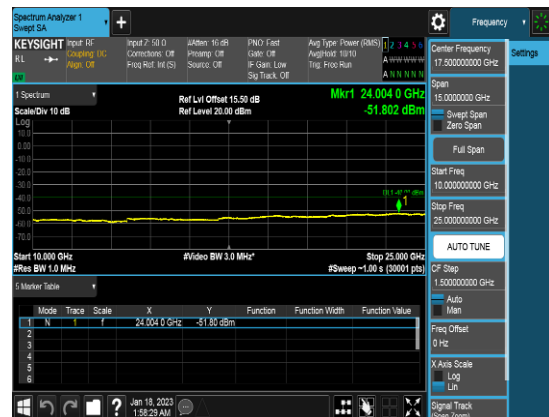 Spectrum Analyzer 1
Swept SA
Frequency
KEYSIGHT
Input: RF
Coupling: DC
Align: Off
Input Z: 50 Ω
Corrections: Off
Freq Ref: Int (S)
#Atten: 16 dB
Preamp: Off
Source: Off
PNO: Fast
Gate: Off
IF Gain: Low
Sig Track: Off
Avg Type: Power (RMS)
Avg|Hold: 10/10
Trig: Free Run
1 2 3 4 5 6
A W W W W W
A N N N N N
RL
LNI
1 Spectrum
Scale/Div 10 dB
Ref Lvl Offset 15.50 dB
Ref Level 20.00 dBm
Mkr1 24.004 0 GHz
-51.802 dBm
Log
10.0
0.00
-10.0
-20.0
-30.0
-40.0
-50.0
-60.0
-70.0
1
Start 10.000 GHz
#Res BW 1.0 MHz
#Video BW 3.0 MHz*
Stop 25.000 GHz
#Sweep ~1.00 s (30001 pts)
5 Marker Table
Mode Trace Scale X Y Function Function Width Function Value
1 N 1 f 24.004 0 GHz -51.80 dBm
2
3
4
5
6
Jan 18, 2023
1:58:29 AM
Center Frequency
17.500000000 GHz
Settings
Span
15.0000000 GHz
Swept Span
Zero Span
Full Span
Start Freq
10.000000000 GHz
Stop Freq
25.000000000 GHz
AUTO TUNE
CF Step
1.500000000 GHz
Auto
Man
Freq Offset
0 Hz
X Axis Scale
Log
Lin
Signal Track
(Span Zoom)